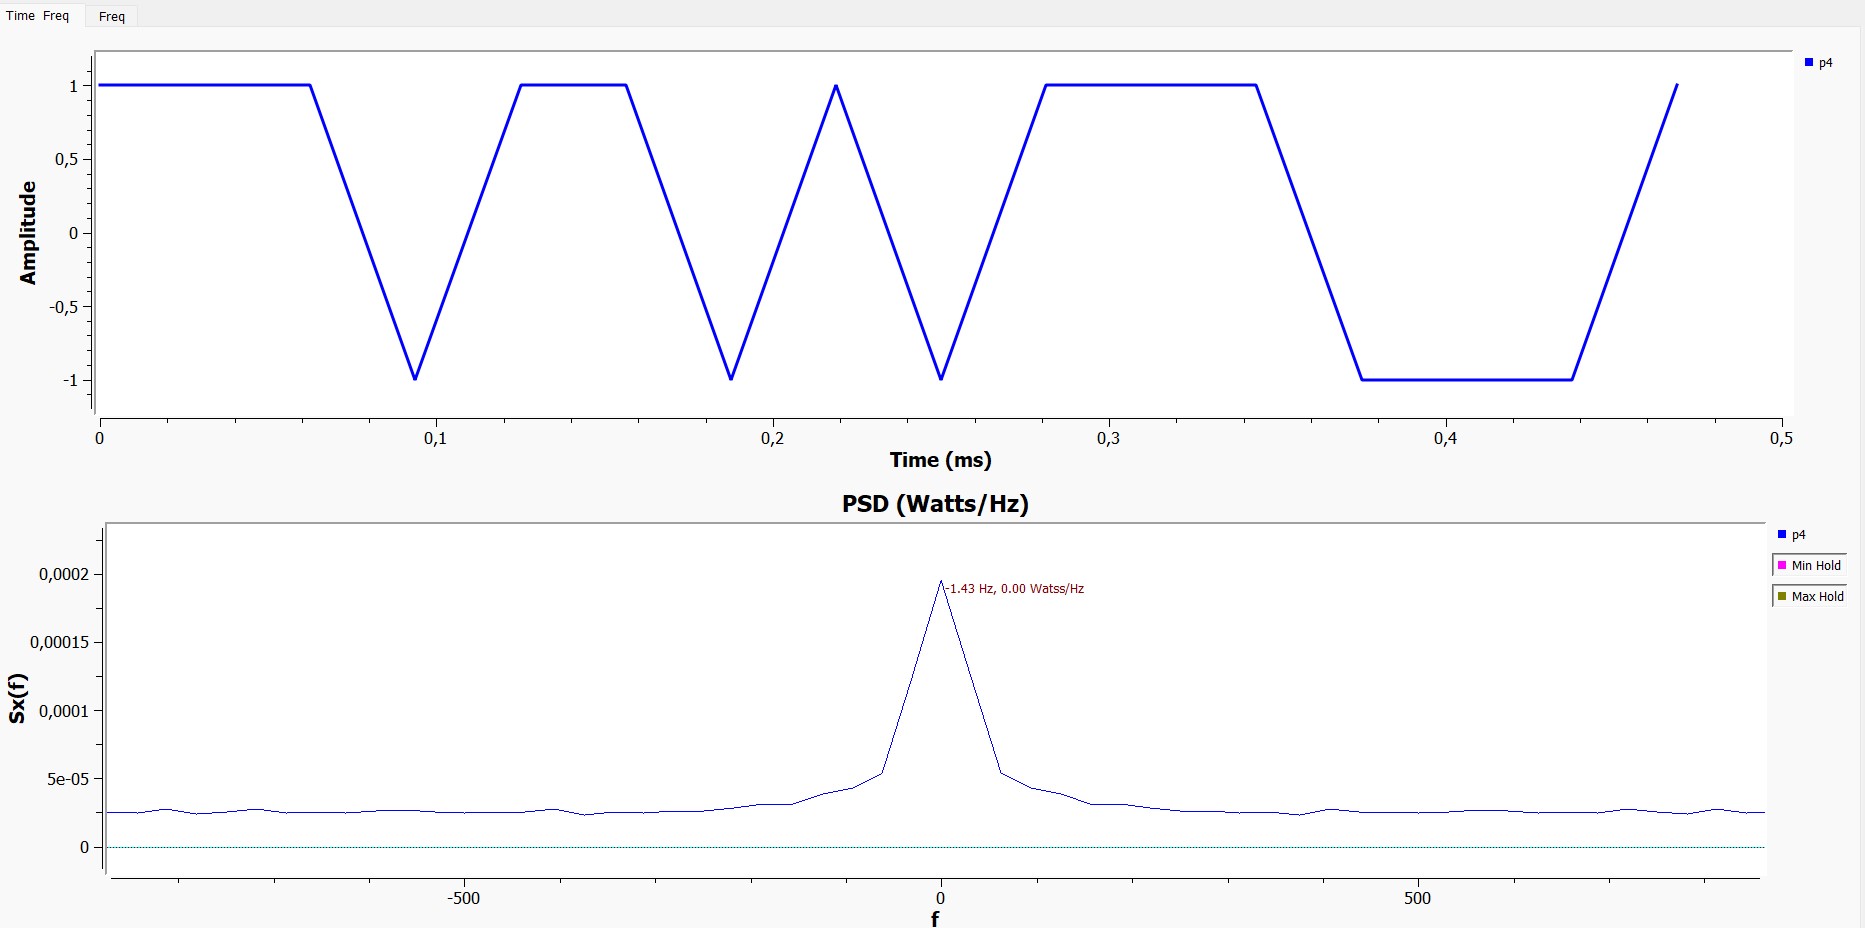 Time Freq
Freq
p4
1
0,5
0
-0,5
-1
Amplitude
0
0,1
0,2
0,3
0,4
0,5
Time (ms)
PSD (Watts/Hz)
p4
Min Hold
Max Hold
-1.43 Hz, 0.00 Watss/Hz
0,0002
0,00015
0,0001
5e-05
0
Sx(f)
-500
0
500
f